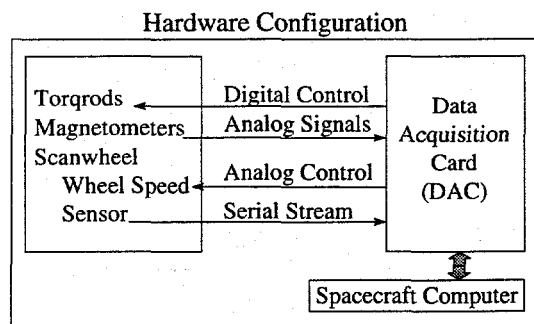 Hardware Configuration
Torqrods
Magnetometers
Scanwheel
Wheel Speed
Sensor
Digital Control
Analog Signals
Analog Control
Serial Stream
Data
Acquisition
Card
(DAC)
Spacecraft Computer